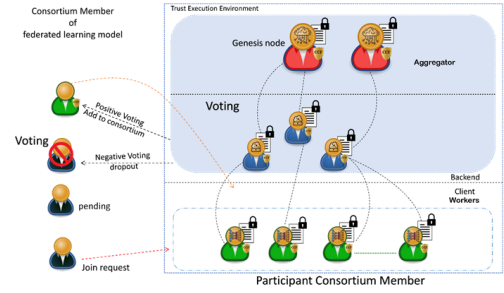 Consortium Member
of
federated learning model
Trust Execution Environment
Genesis node
Aggregator
Voting
Positive Voting
Add to consortium
Voting
Negative Voting
dropout
Backend
Client
Workers
pending
Join request
Participant Consortium Member